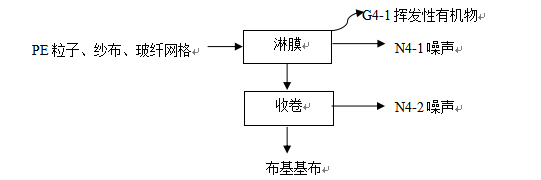 G4-1 挥发性有机物
PE 粒子、纱布、玻纤网格
淋膜
N4-1 噪声
收卷
N4-2 噪声
布基基布